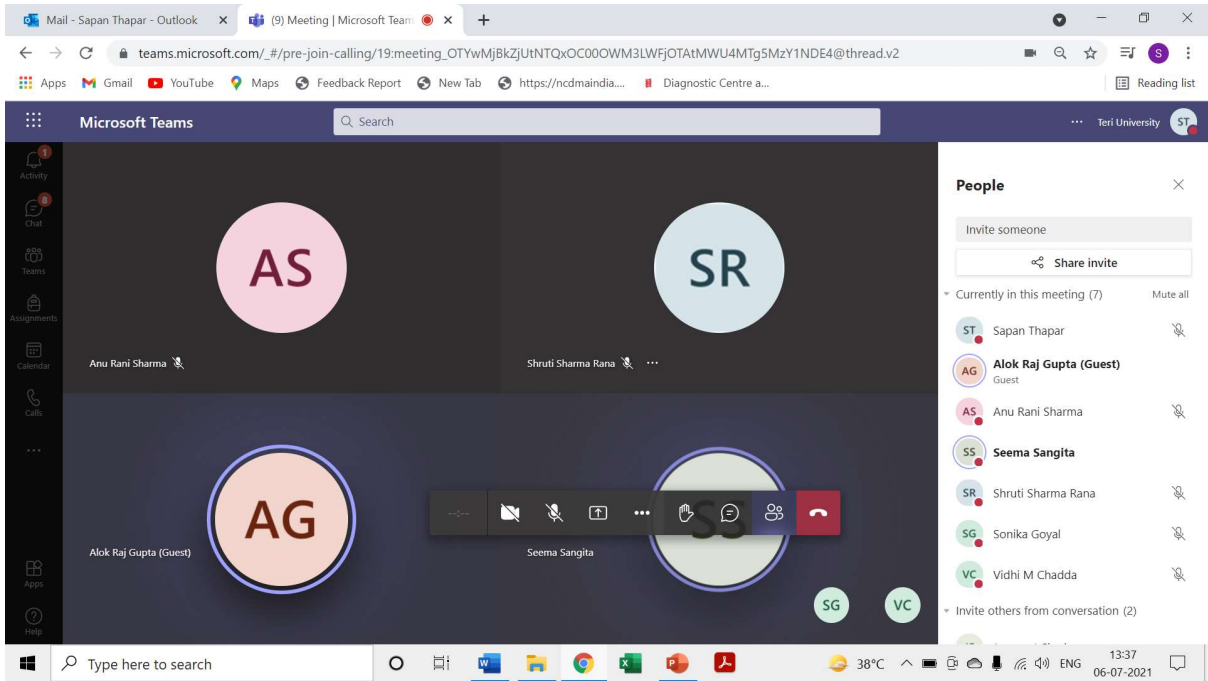 Mail - Sapan Thapar - Outlook
(9) Meeting | Microsoft Team
teams.microsoft.com/_#/pre-join-calling/19:meeting_OTYwMjBkZjUtNTQxOC00OWM3LWFjOTAtMWU4MTg5MzY1NDE4@thread.v2
S
Apps Gmail YouTube Maps Feedback Report New Tab https://ncdmaindia.... Diagnostic Centre a... Reading list
Microsoft Teams
Search
Teri University ST
1
Activity
8
Chat
Teams
Assignments
Calendar
Calls
Apps
Help
AS
Anu Rani Sharma
SR
Shruti Sharma Rana
AG
Alok Raj Gupta (Guest)
SS
Seema Sangita
--:--
SG
VC
People
Invite someone
Share invite
Currently in this meeting (7) Mute all
ST Sapan Thapar
AG Alok Raj Gupta (Guest)
Guest
AS Anu Rani Sharma
SS Seema Sangita
SR Shruti Sharma Rana
SG Sonika Goyal
VC Vidhi M Chadda
Invite others from conversation (2)
Type here to search
38°C
ENG
13:37
06-07-2021